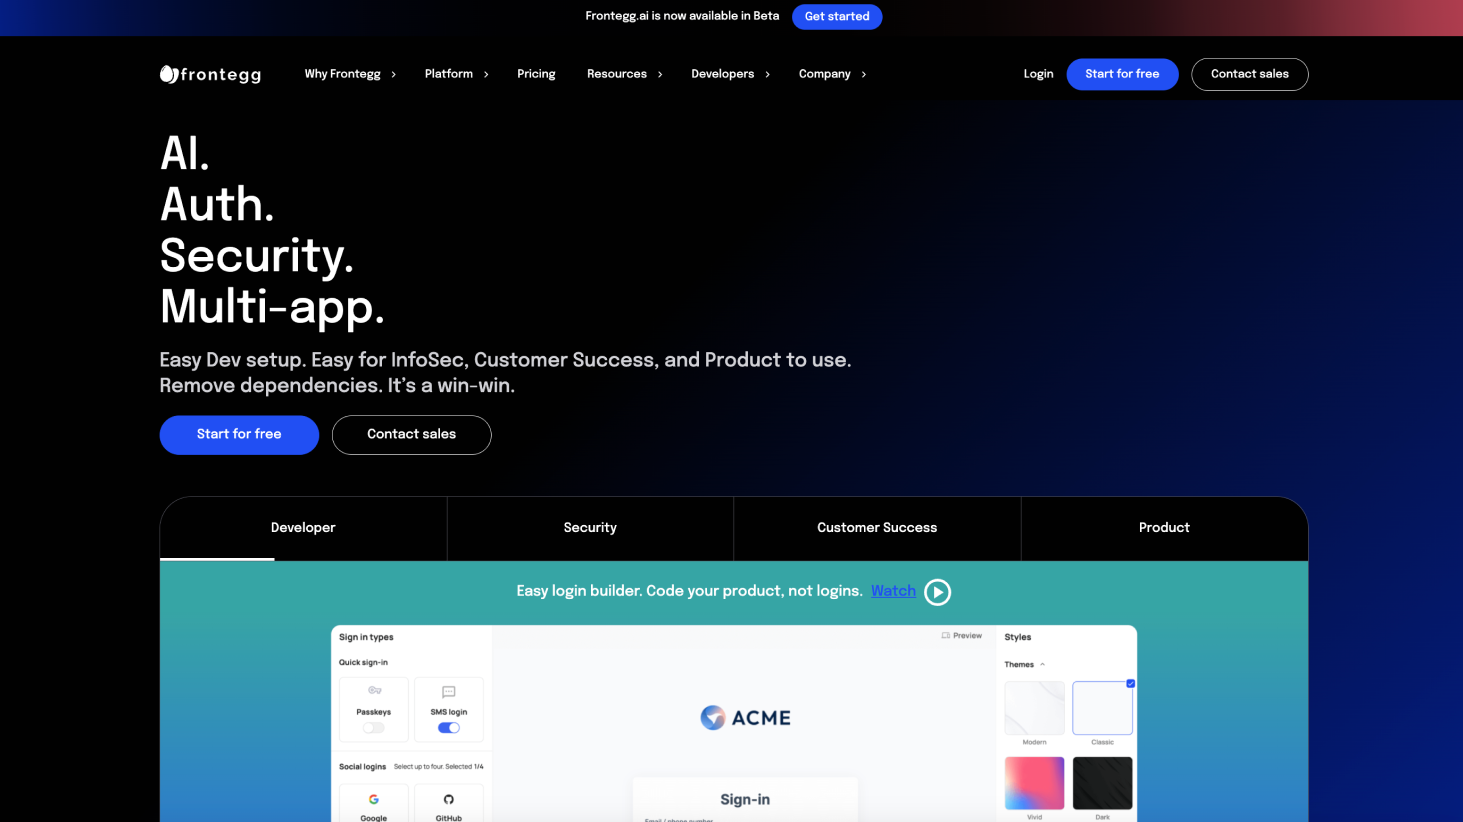 Frontegg.ai is now available in Beta
Get started
frontegg
Why Frontegg
Platform
Pricing
Resources
Developers
Company
Login
Start for free
Contact sales
AI.
Auth.
Security.
Multi-app.
Easy Dev setup. Easy for InfoSec, Customer Success, and Product to use.
Remove dependencies. It’s a win-win.
Start for free
Contact sales
Developer
Security
Customer Success
Product
Easy login builder. Code your product, not logins. Watch
Sign in types
Preview
Styles
Quick sign-in
Themes
Passkeys
SMS login
ACME
Modern
Classic
Social logins Select up to four. Selected 1/4
Sign-in
Google
GitHub
Vivid
Dark
Email / phone number